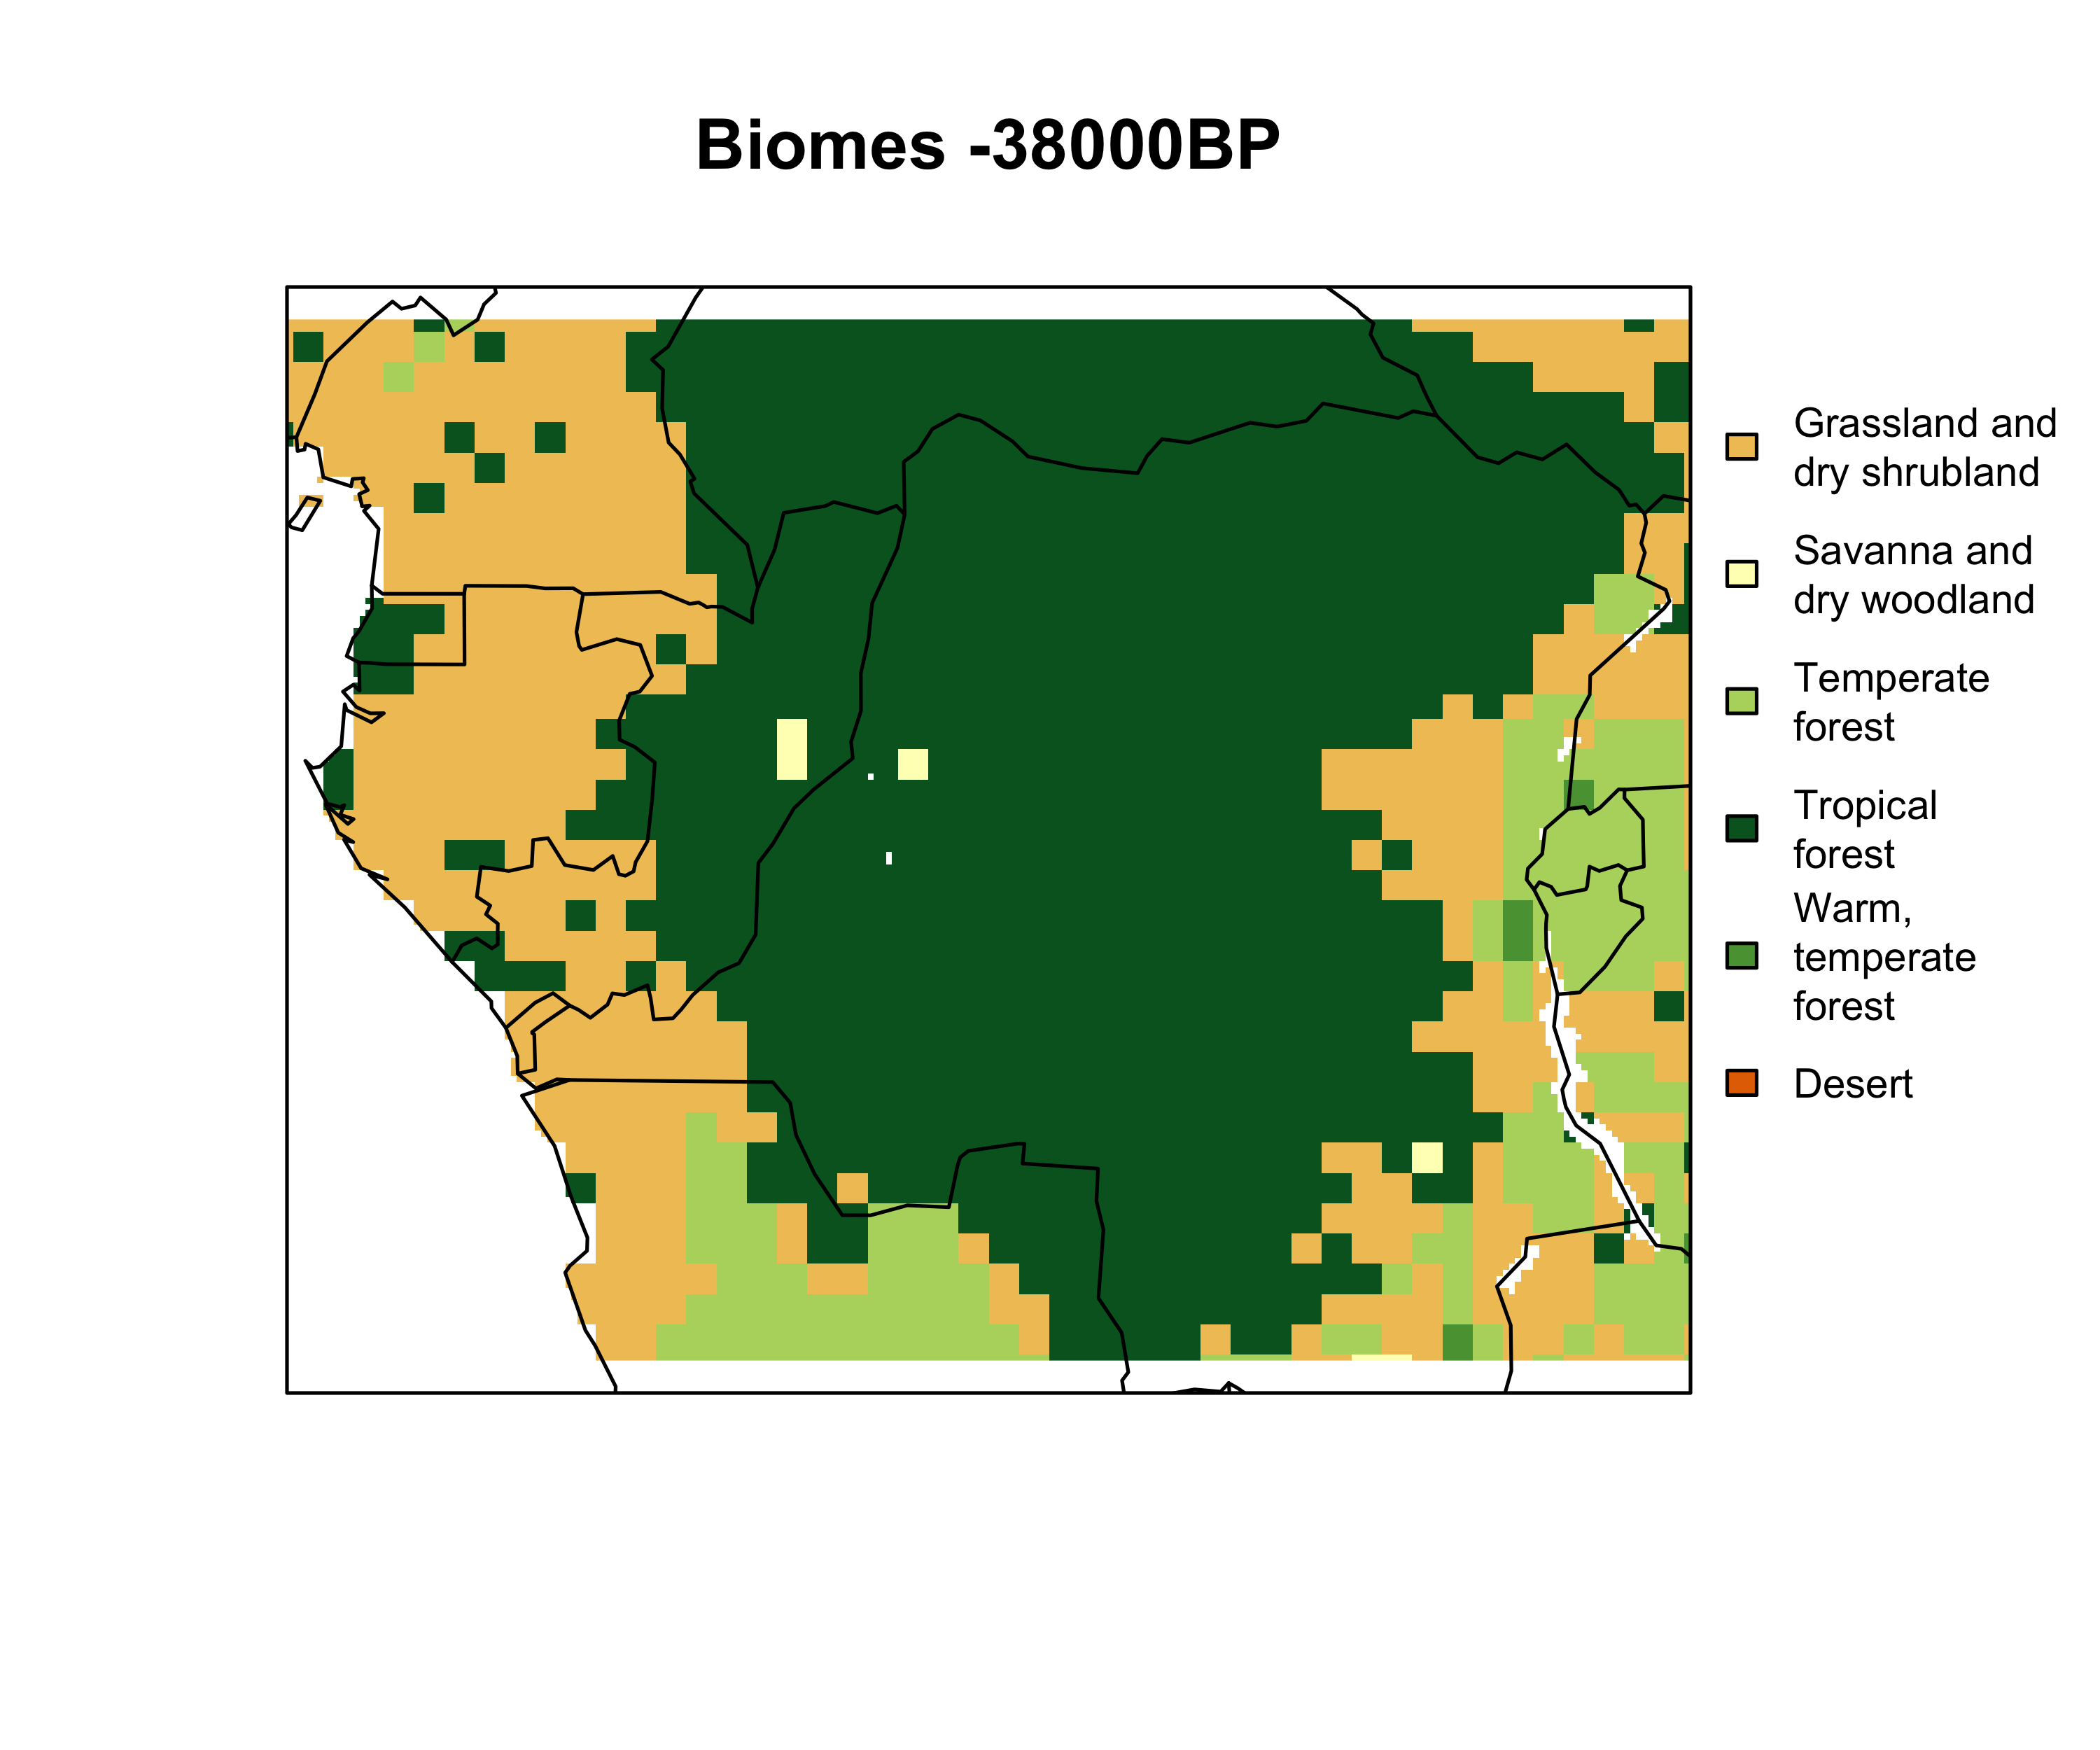 Biomes -38000BP
Grassland and
dry shrubland
Savanna and
dry woodland
Temperate
forest
Tropical
forest
Warm,
temperate
forest
Desert